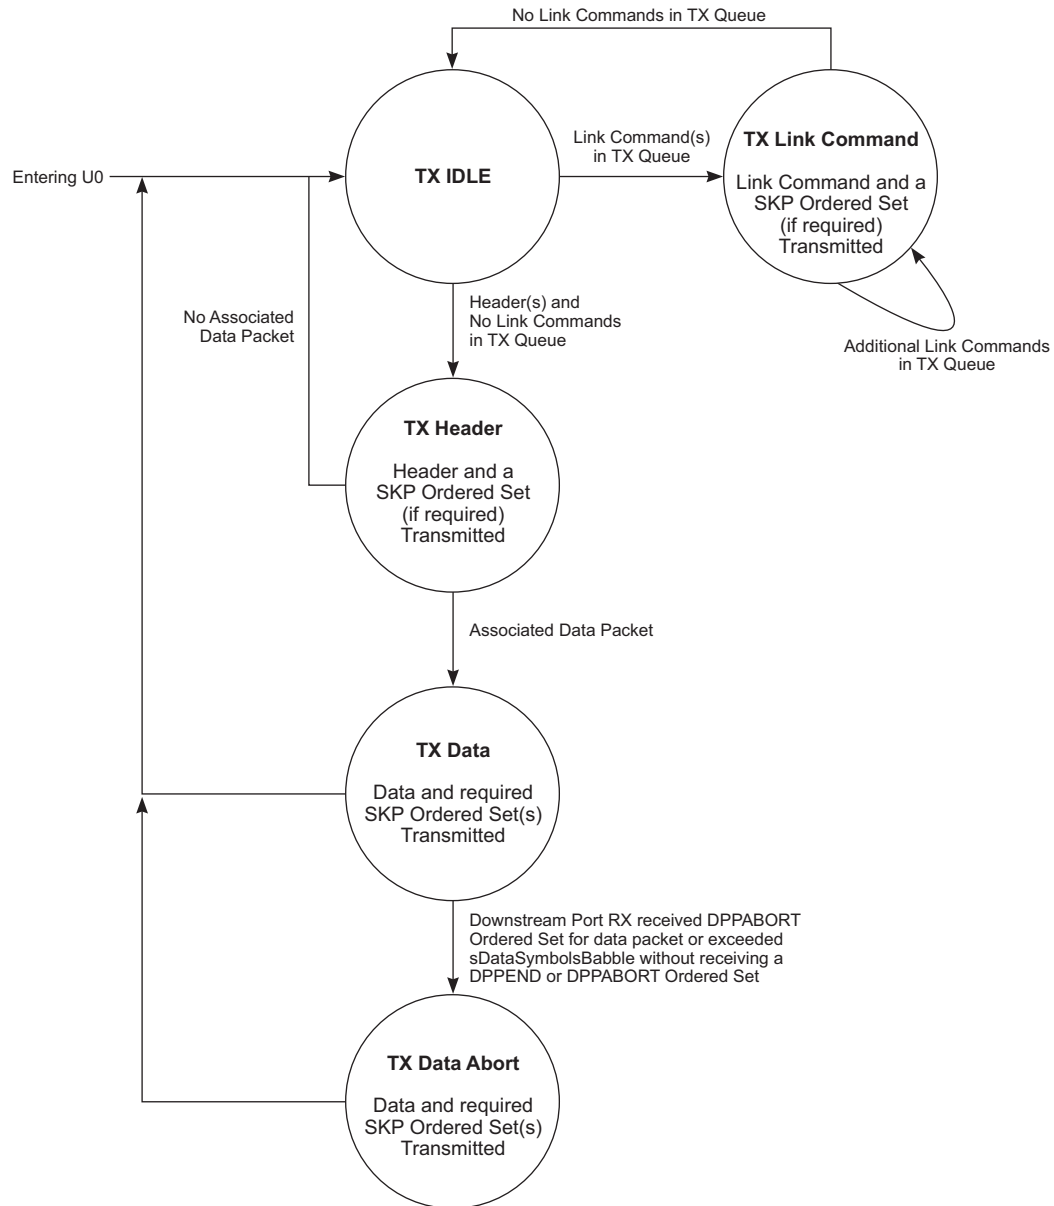 No Link Commands in TX Queue
Entering U0
TX IDLE
Link Command(s)
in TX Queue
TX Link Command
Link Command and a
SKP Ordered Set
(if required)
Transmitted
Additional Link Commands
in TX Queue
No Associated
Data Packet
Header(s) and
No Link Commands
in TX Queue
TX Header
Header and a
SKP Ordered Set
(if required)
Transmitted
Associated Data Packet
TX Data
Data and required
SKP Ordered Set(s)
Transmitted
Downstream Port RX received DPPABORT
Ordered Set for data packet or exceeded
sDataSymbolsBabble without receiving a
DPPEND or DPPABORT Ordered Set
TX Data Abort
Data and required
SKP Ordered Set(s)
Transmitted